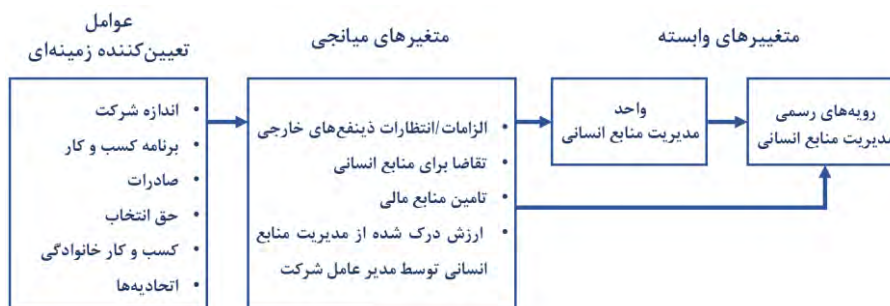 عوامل
تعیین‌کننده زمینه‌ای
• اندازه شرکت
• برنامه کسب و کار
• صادرات
• حق انتخاب
• کسب و کار خانوادگی
• اتحادیه‌ها
متغیرهای میانجی
• الزامات/انتظارات ذینفع‌های خارجی
• تقاضا برای منابع انسانی
• تامین منابع مالی
• ارزش درک شده از مدیریت منابع
انسانی توسط مدیر عامل شرکت
متغییرهای وابسته
واحد
مدیریت منابع انسانی
رویه‌های رسمی
مدیریت منابع انسانی